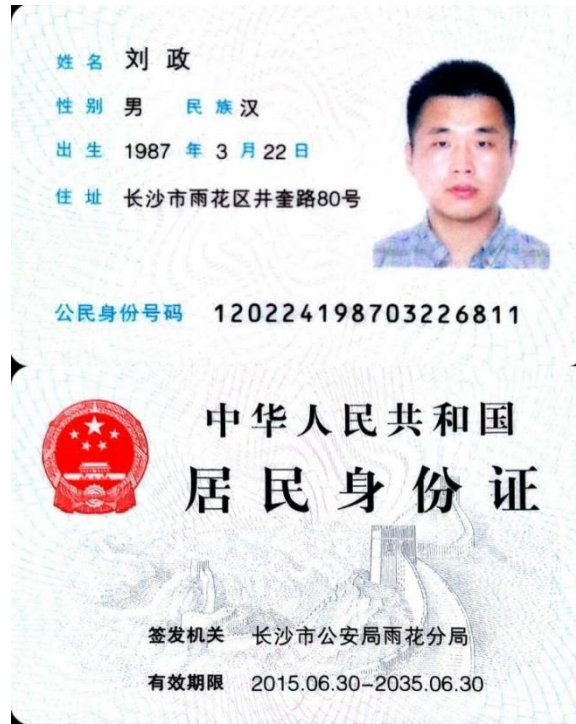 姓名 刘政
性别 男 民族 汉
出生 1987 年 3 月 22 日
住址 长沙市雨花区井奎路80号
公民身份号码 120224198703226811
中华人民共和国
居民身份证
签发机关 长沙市公安局雨花分局
有效期限 2015.06.30-2035.06.30